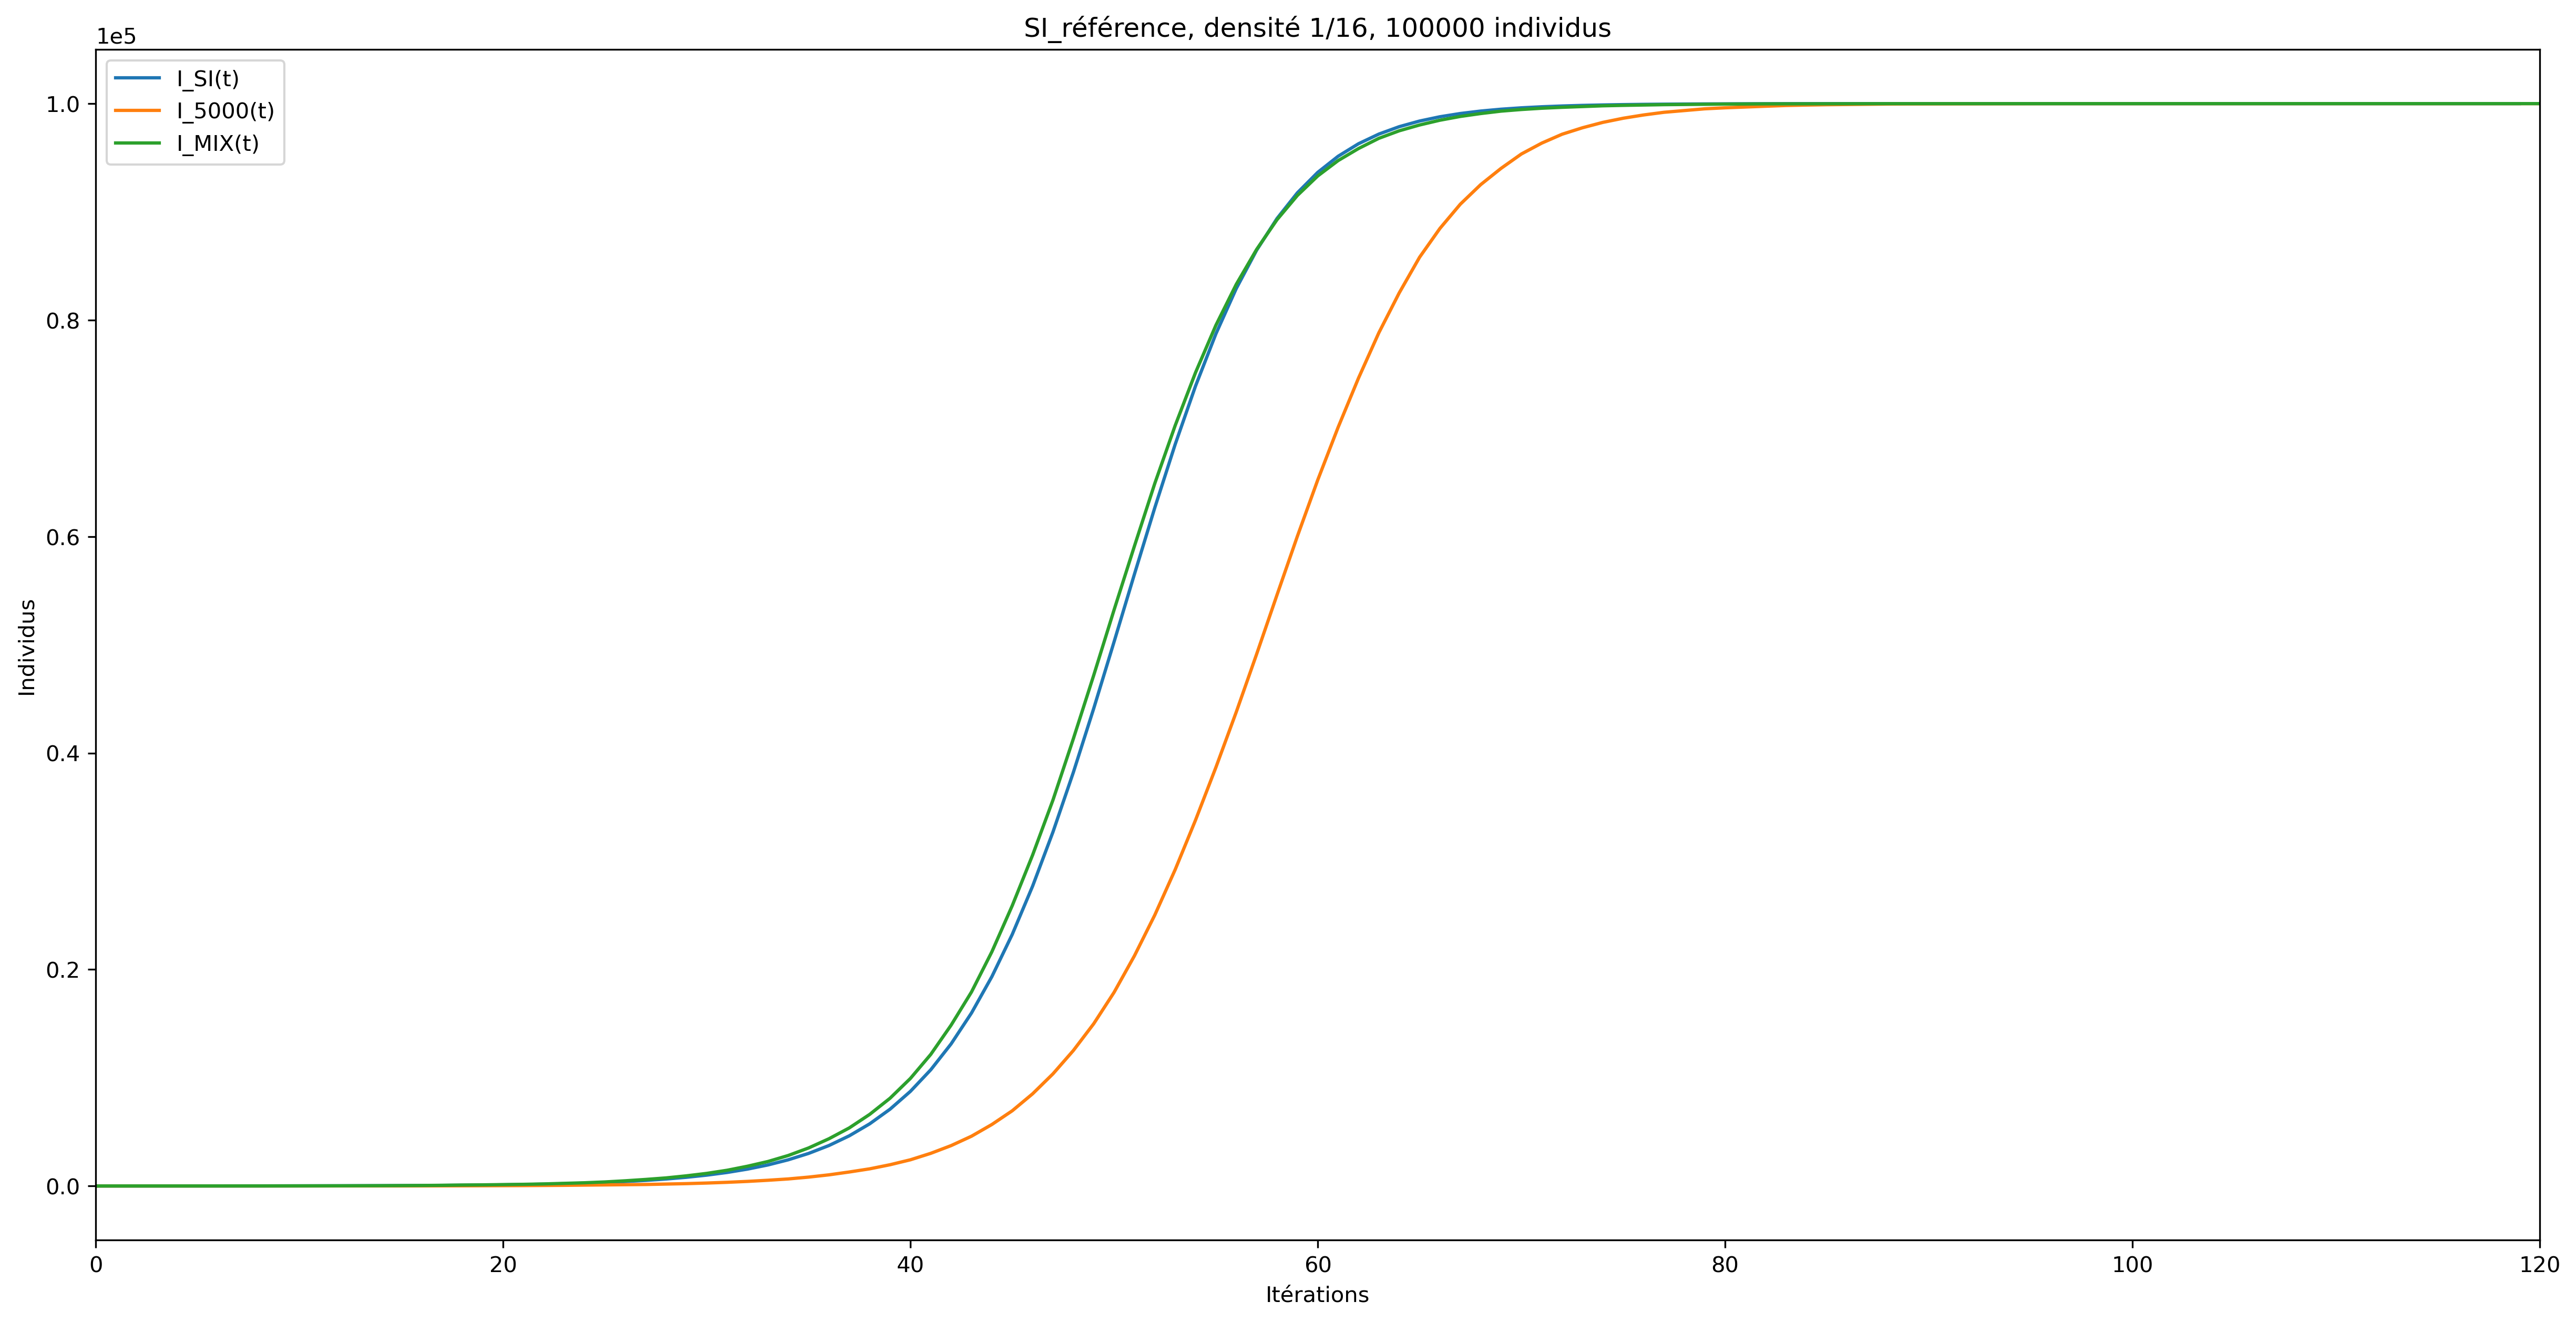 SI_référence, densité 1/16, 100000 individus
1e5
I_SI(t)
I_5000(t)
I_MIX(t)
1.0
0.8
0.6
0.4
0.2
0.0
Individus
0 20 40 60 80 100 120
Itérations